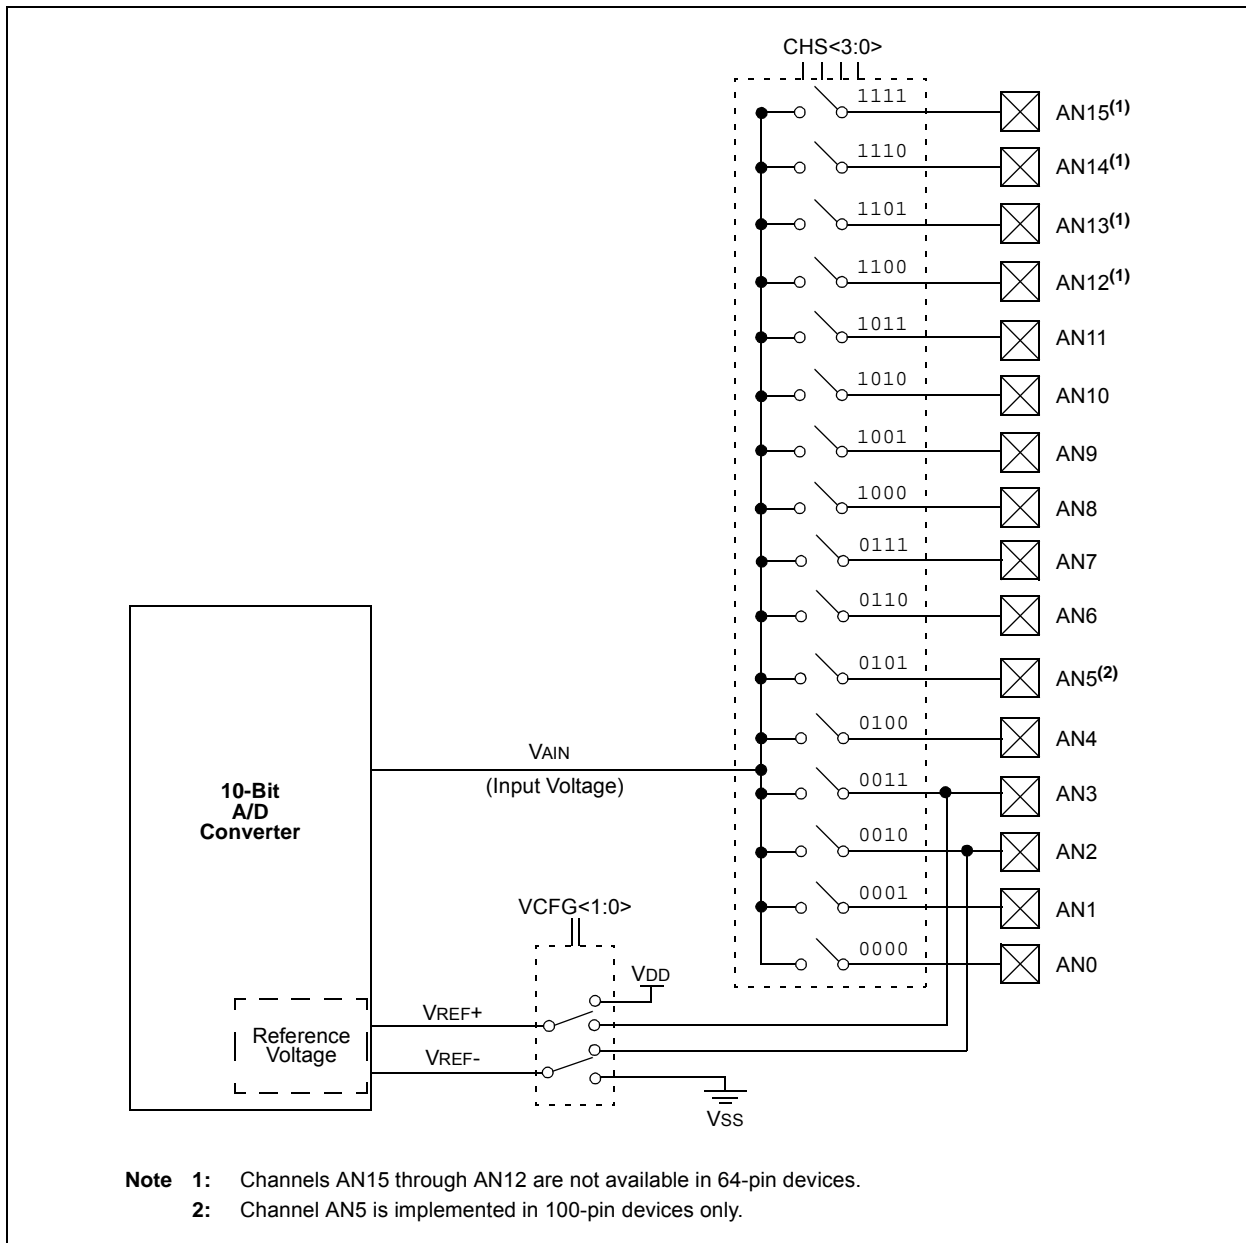 CHS<3:0>
1111 AN15(1)
1110 AN14(1)
1101 AN13(1)
1100 AN12(1)
1011 AN11
1010 AN10
1001 AN9
1000 AN8
0111 AN7
0110 AN6
0101 AN5(2)
0100 AN4
VAIN
(Input Voltage)
10-Bit
A/D
Converter
0011 AN3
0010 AN2
0001 AN1
VCFG<1:0>
0000 AN0
VDD
VREF+
Reference
Voltage
VREF-
VSS
Note 1: Channels AN15 through AN12 are not available in 64-pin devices.
2: Channel AN5 is implemented in 100-pin devices only.